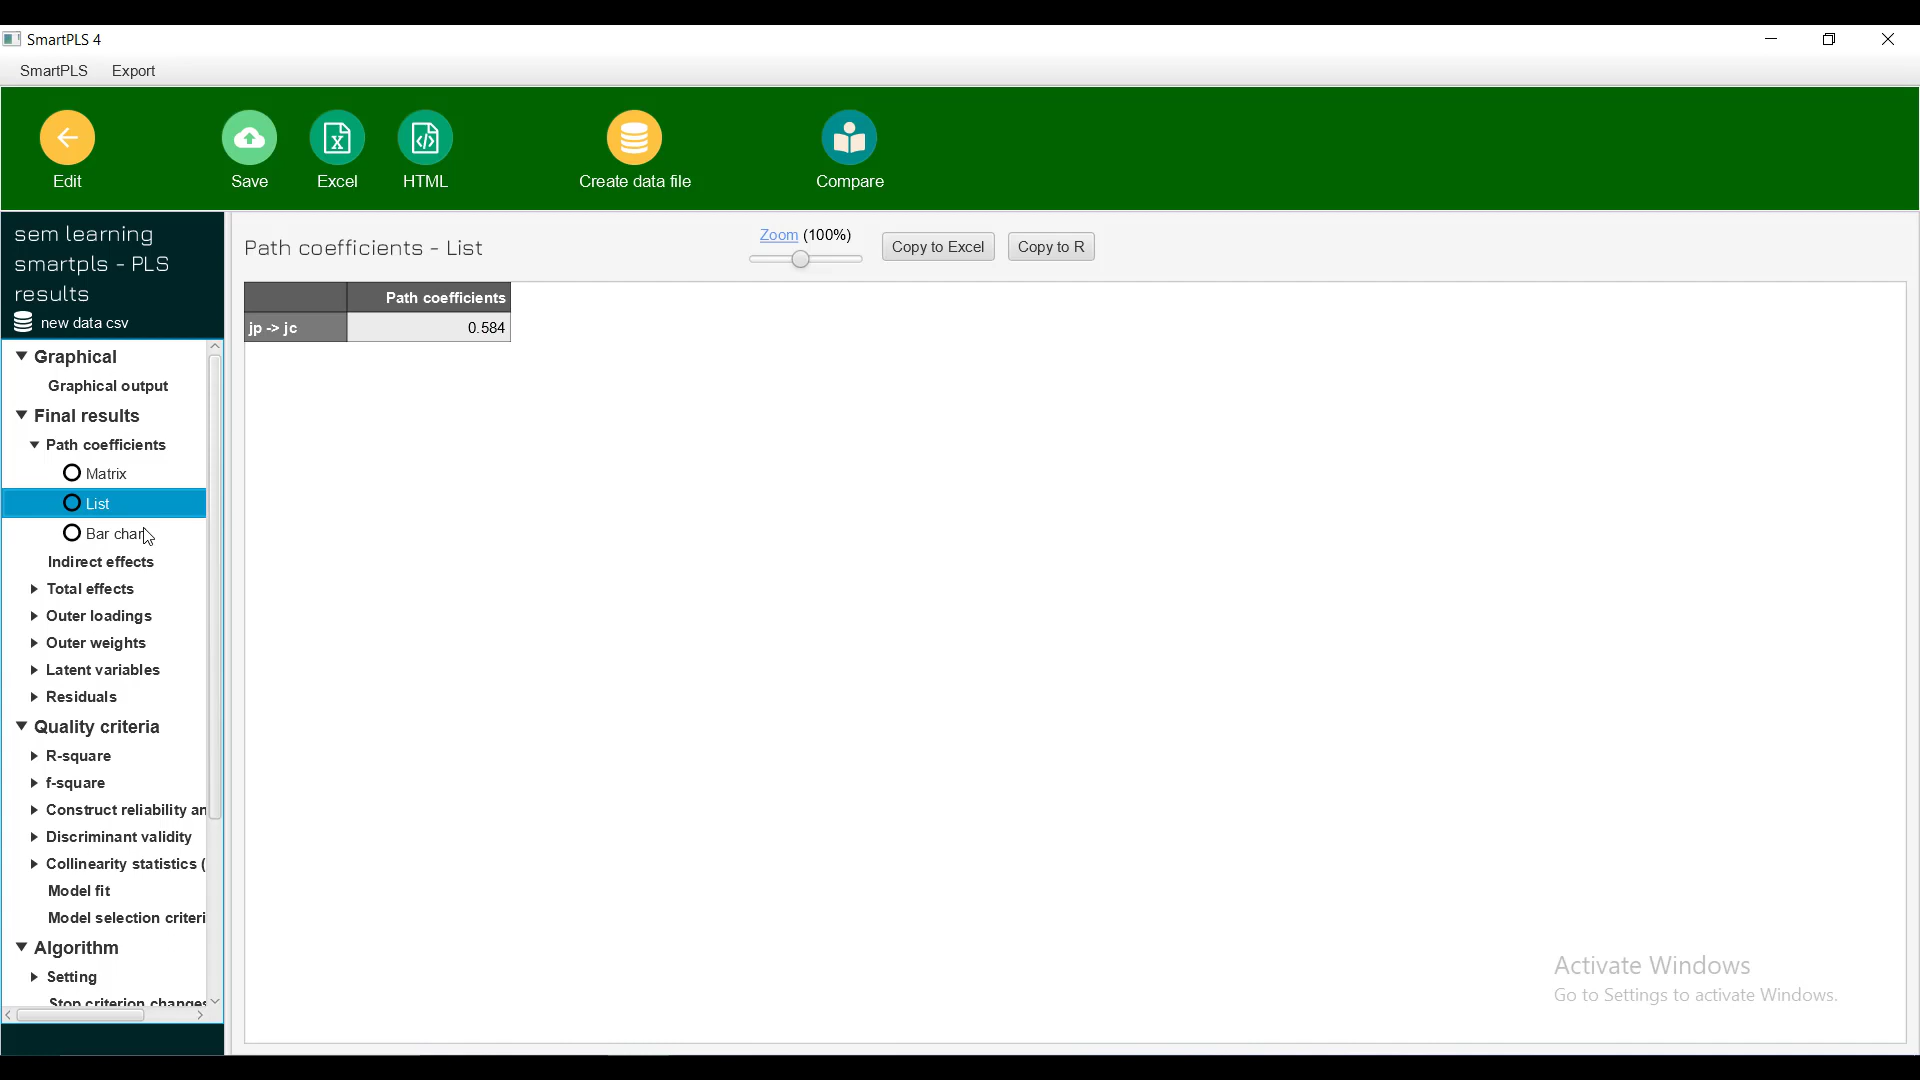 SmartPLS 4
SmartPLS Export
Edit
Save
Excel
HTML
Create data file
Compare
sem learning
smartpls - PLS
results
new data csv
Graphical
Graphical output
Final results
Path coefficients
Matrix
List
Bar char
Indirect effects
Total effects
Outer loadings
Outer weights
Latent variables
Residuals
Quality criteria
R-square
f-square
Construct reliability an
Discriminant validity
Collinearity statistics (
Model fit
Model selection criteri
Algorithm
Setting
Stop criterion changes
Path coefficients - List
Zoom (100%)
Copy to Excel
Copy to R
Path coefficients
jp -> jc 0.584
Activate Windows
Go to Settings to activate Windows.